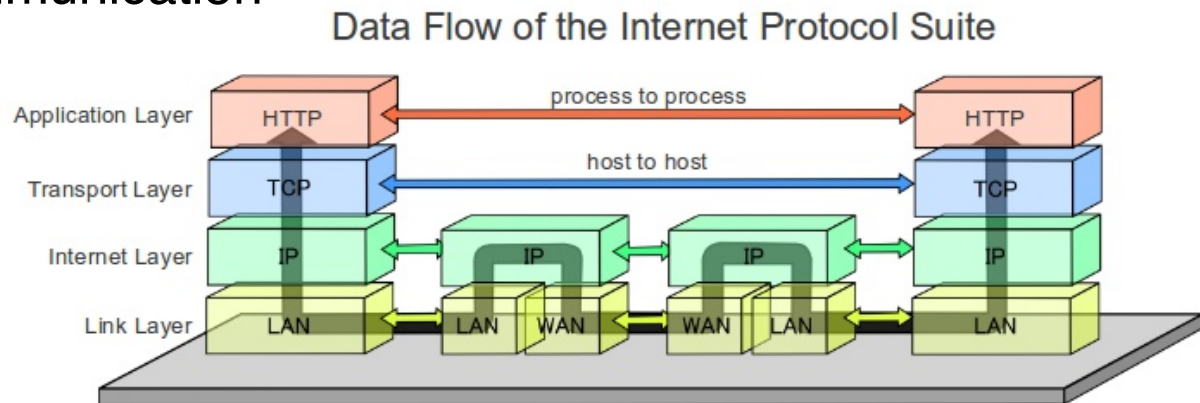 Data Flow of the Internet Protocol Suite
Application Layer HTTP process to process HTTP
Transport Layer TCP host to host TCP
Internet Layer IP IP IP IP
Link Layer LAN LAN WAN WAN LAN LAN